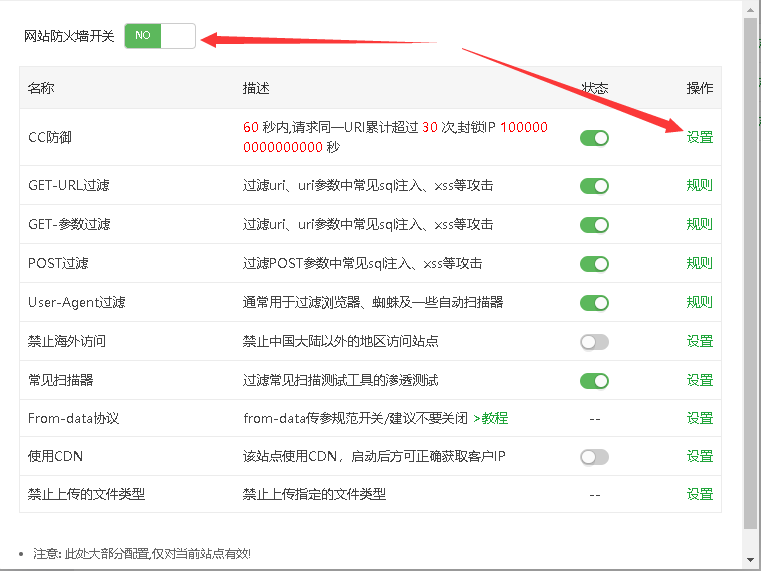 网站防火墙开关 NO
名称 描述 状态 操作
CC防御 60 秒内,请求同一URI累计超过 30 次,封锁IP 100000 设置
0000000000000 秒
GET-URL过滤 过滤uri、uri参数中常见sql注入、xss等攻击 规则
GET-参数过滤 过滤uri、uri参数中常见sql注入、xss等攻击 规则
POST过滤 过滤POST参数中常见sql注入、xss等攻击 规则
User-Agent过滤 通常用于过滤浏览器、蜘蛛及一些自动扫描器 规则
禁止海外访问 禁止中国大陆以外的地区访问站点 设置
常见扫描器 过滤常见扫描测试工具的渗透测试 设置
From-data协议 from-data传参规范开关/建议不要关闭 >教程 -- 设置
使用CDN 该站点使用CDN，启动后方可正确获取客户IP 设置
禁止上传的文件类型 禁止上传指定的文件类型 -- 设置
• 注意: 此处大部分配置,仅对当前站点有效!